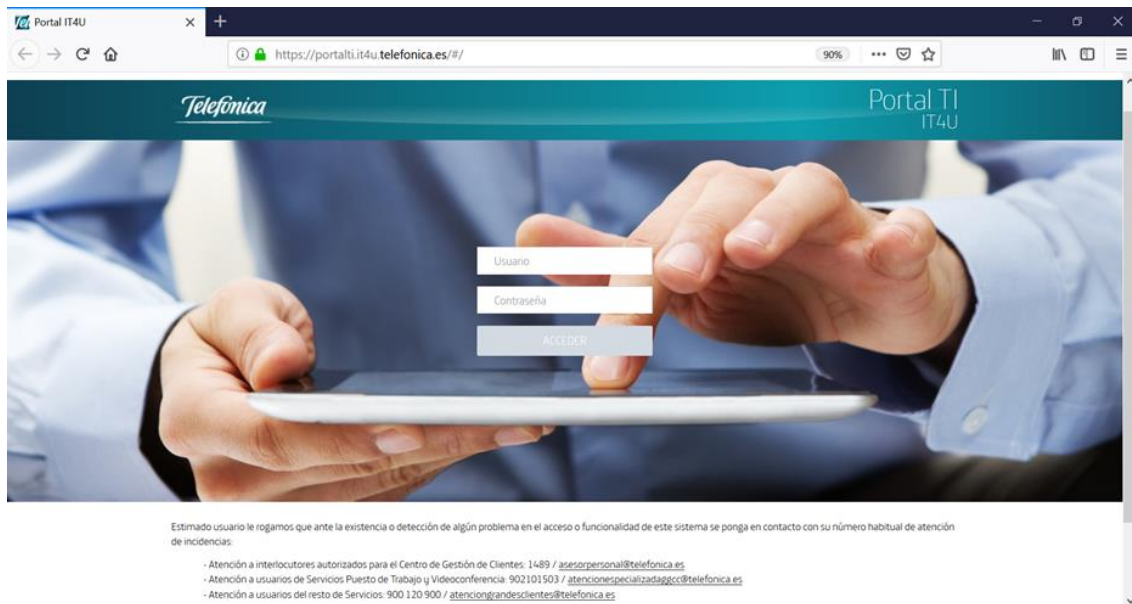 Portal IT4U
https://portalti.it4u.telefonica.es/#/
90%
Telefónica
Portal TI
IT4U
Usuario
Contraseña
ACCEDER
Estimado usuario le rogamos que ante la existencia o detección de algún problema en el acceso o funcionalidad de este sistema se ponga en contacto con su número habitual de atención
de incidencias:
- Atención a interlocutores autorizados para el Centro de Gestión de Clientes: 1489 / asesorpersonal@telefonica.es
- Atención a usuarios de Servicios Puesto de Trabajo y Videoconferencia: 902101503 / atencionespecializadaggcc@telefonica.es
- Atención a usuarios del resto de Servicios: 900 120 900 / atenciongrandesclientes@telefonica.es